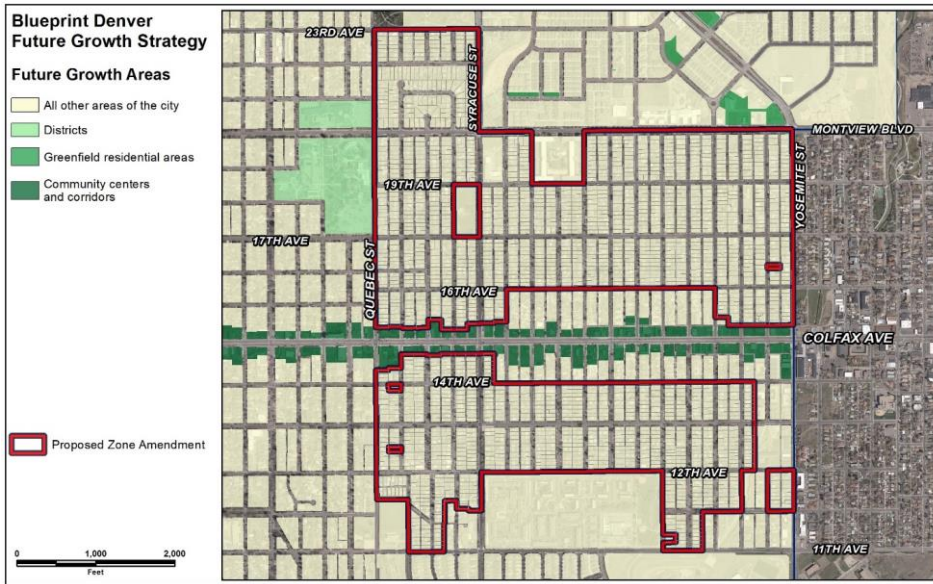 Blueprint Denver
Future Growth Strategy
Future Growth Areas
All other areas of the city
Districts
Greenfield residential areas
Community centers
and corridors
Proposed Zone Amendment
0 1,000 2,000
Feet
23RD AVE
SYRACUSE ST
MONTVIEW BLVD
19TH AVE
YOSEMITE ST
17TH AVE
QUEBEC ST
16TH AVE
COLFAX AVE
14TH AVE
12TH AVE
11TH AVE